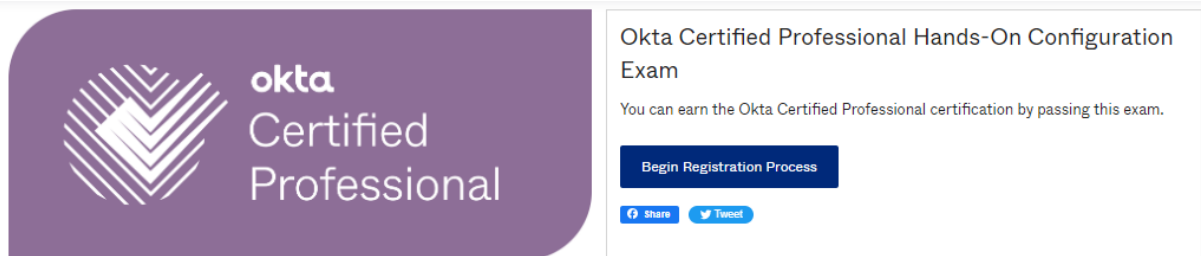 okta
Certified
Professional
Okta Certified Professional Hands-On Configuration
Exam
You can earn the Okta Certified Professional certification by passing this exam.
Begin Registration Process
Share
Tweet